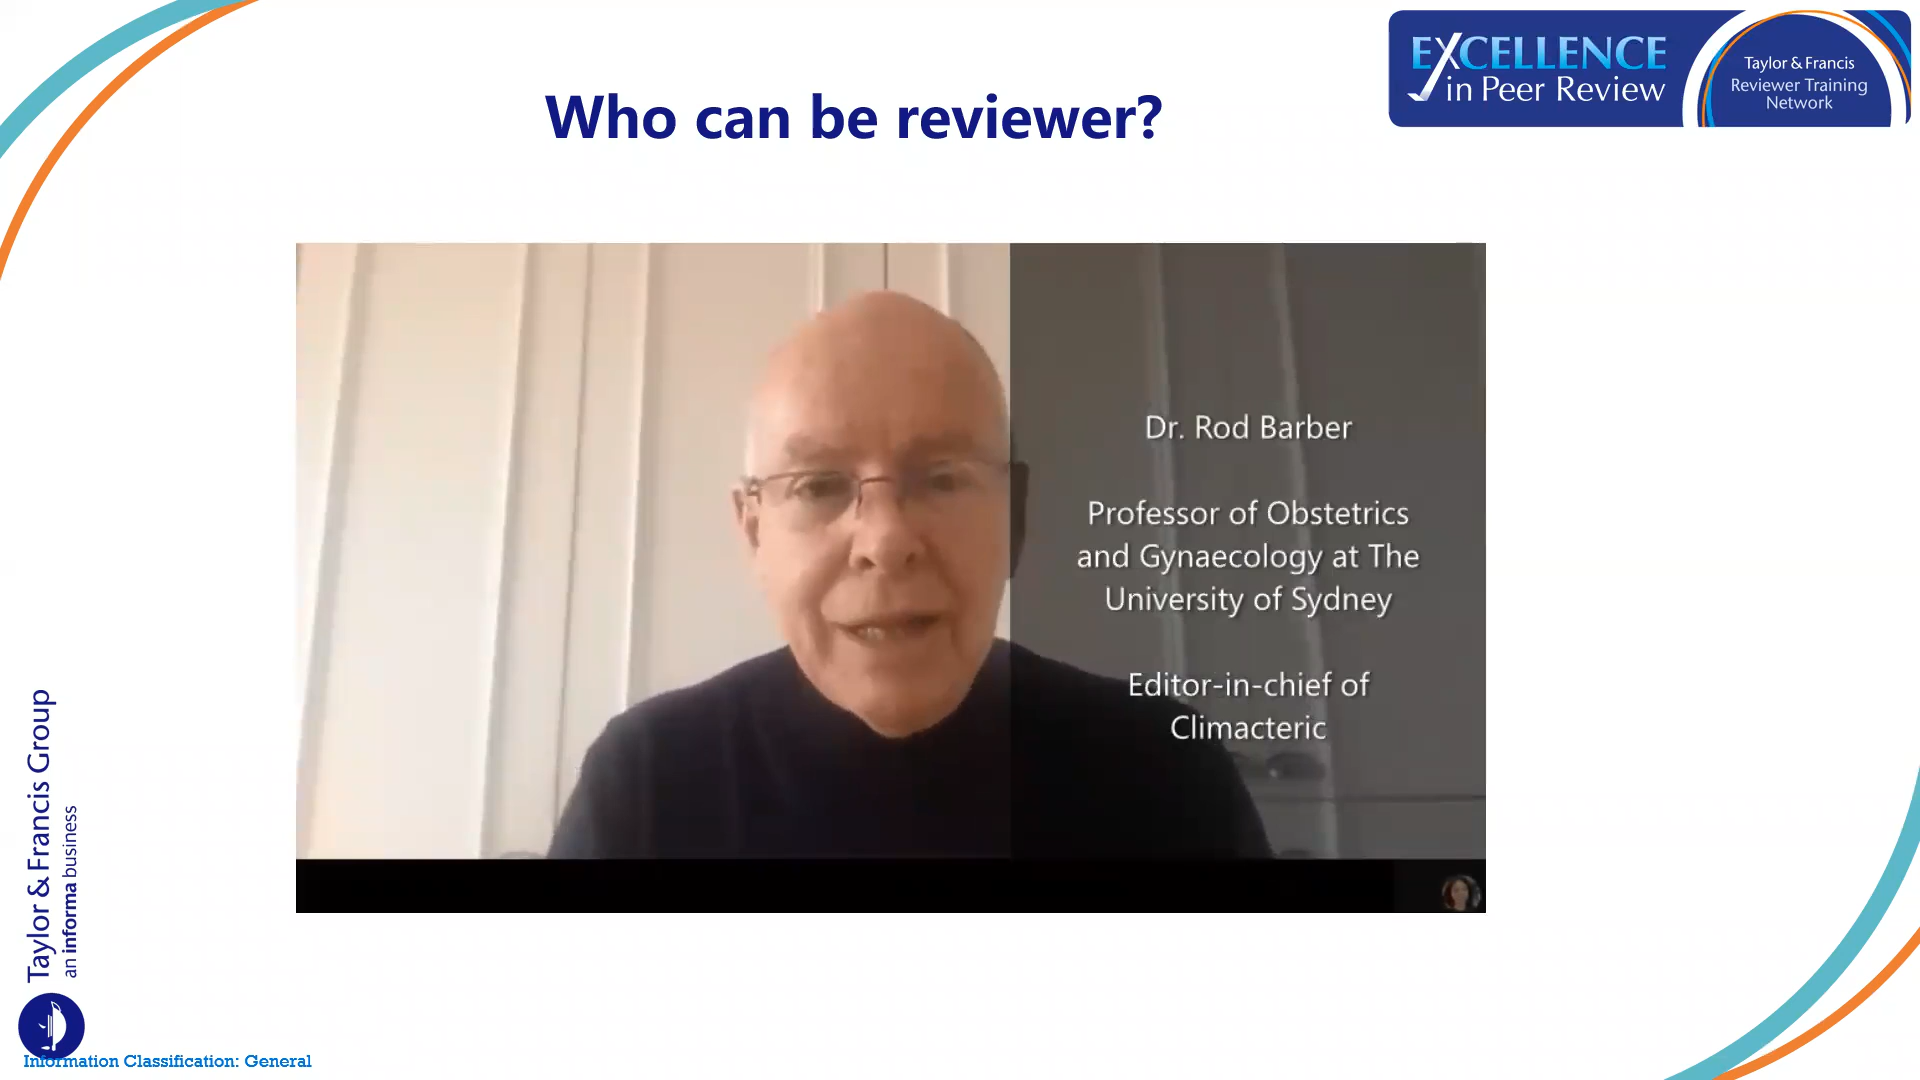 Who can be reviewer?
EXCELLENCE
in Peer Review
Taylor & Francis
Reviewer Training
Network
Dr. Rod Barber
Professor of Obstetrics
and Gynaecology at The
University of Sydney
Editor-in-chief of
Climacteric
Taylor & Francis Group
an informa business
Information Classification: General